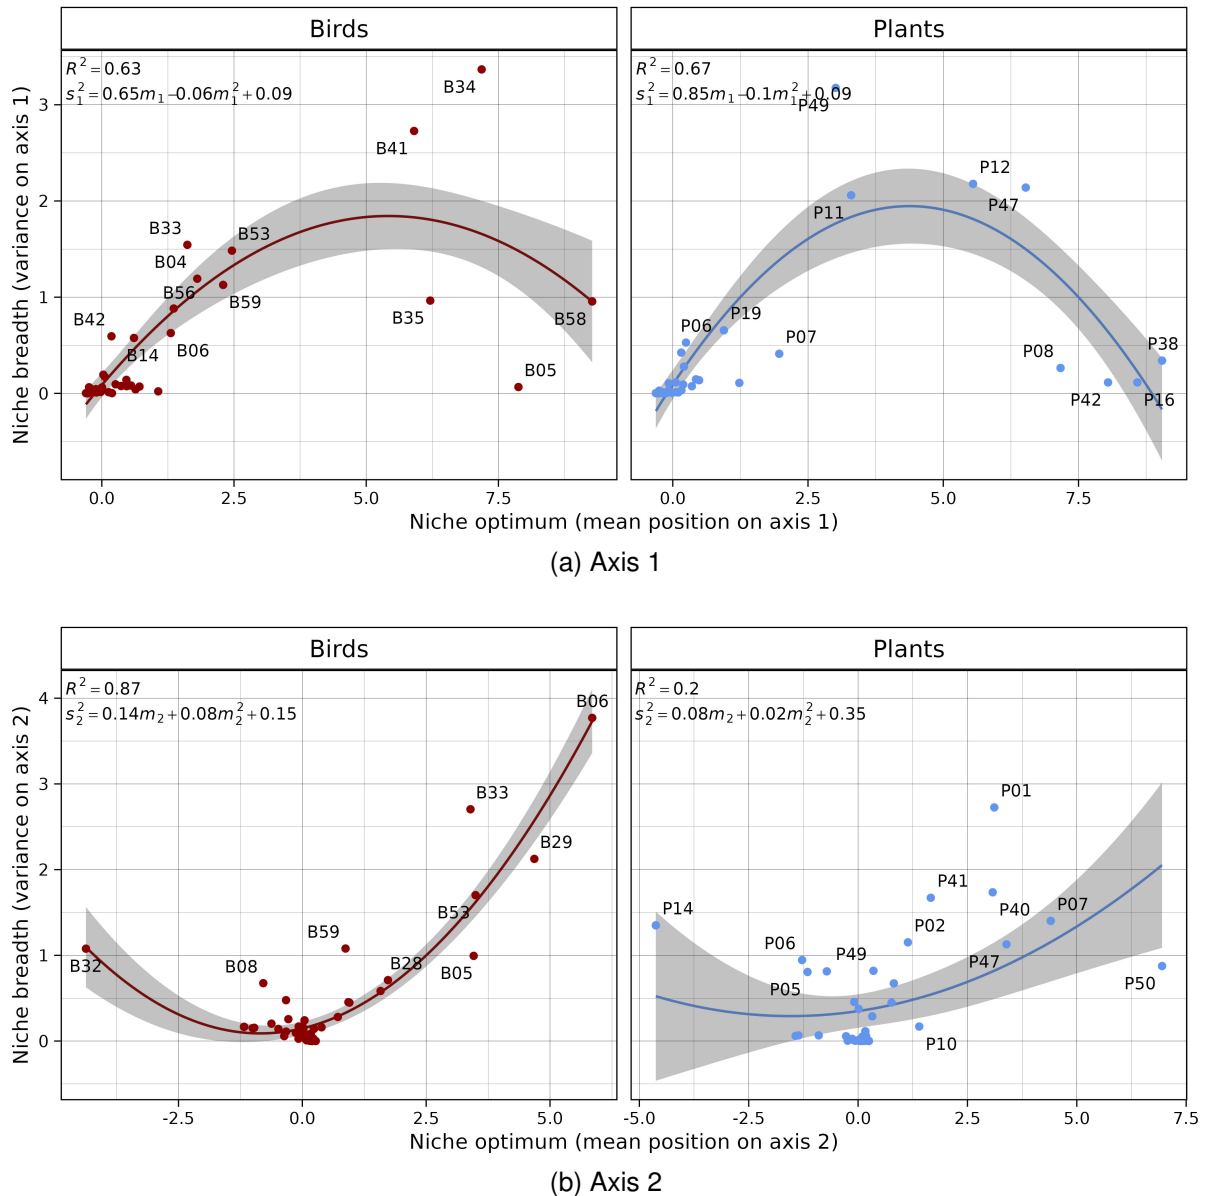 Birds
Plants
R² = 0.63
s₁² = 0.65m₁ − 0.06m₁² + 0.09
R² = 0.67
s₁² = 0.85m₁ − 0.1m₁² + 0.09
Niche breadth (variance on axis 1)
3
2
1
0
B34
B41
B33
B53
B04
B56
B59
B42
B14
B06
B35
B58
B05
P49
P12
P47
P11
P06
P19
P07
P08
P38
P42
P16
0.0 2.5 5.0 7.5
0.0 2.5 5.0 7.5
Niche optimum (mean position on axis 1)
(a) Axis 1
Birds
Plants
R² = 0.87
s₂² = 0.14m₂ + 0.08m₂² + 0.15
R² = 0.2
s₂² = 0.08m₂ + 0.02m₂² + 0.35
Niche breadth (variance on axis 2)
4
3
2
1
0
B06
B33
B29
B53
B59
B28
B05
B32
B08
P01
P41
P40
P07
P14
P02
P06
P49
P47
P05
P50
P10
-2.5 0.0 2.5 5.0
-5.0 -2.5 0.0 2.5 5.0 7.5
Niche optimum (mean position on axis 2)
(b) Axis 2